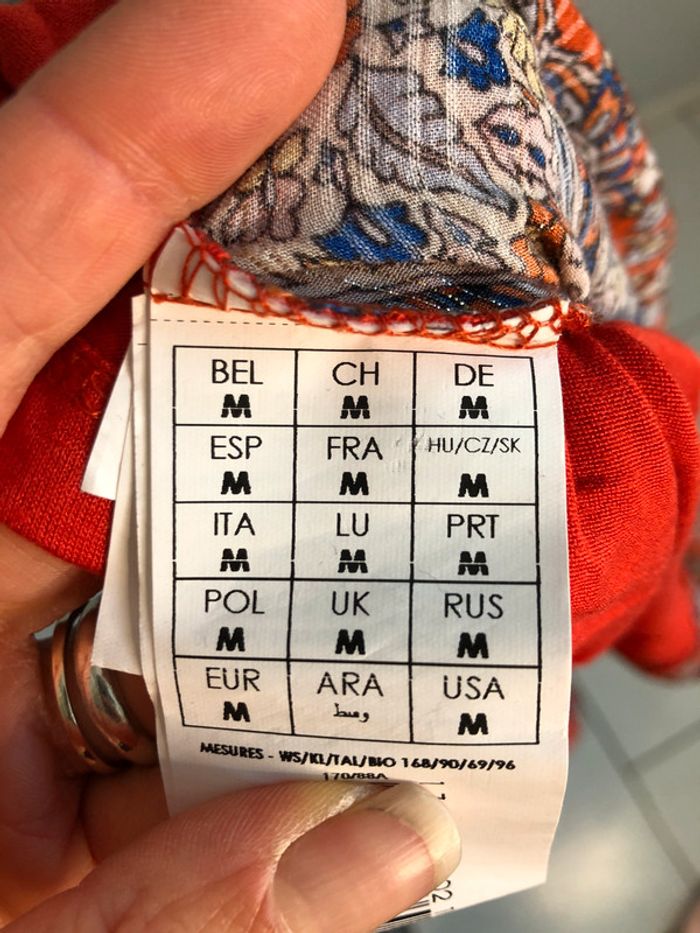 BEL CH DE
M M M
ESP FRA HU/CZ/SK
M M M
ITA LU PRT
M M M
POL UK RUS
M M M
EUR ARA USA
M وسط M
MESURES - WS/KL/TAL/BIO 168/90/69/96
170/88A